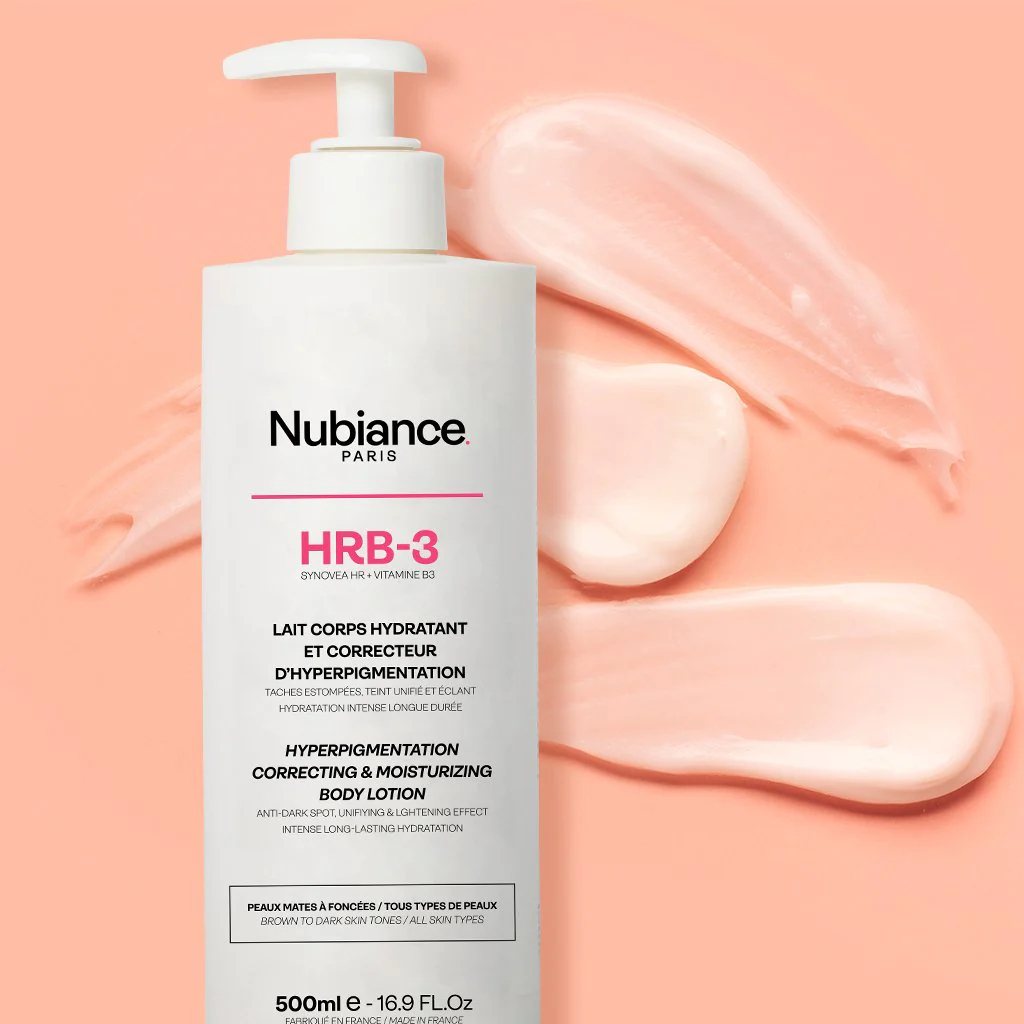 Nubiance.
PARIS
HRB-3
SYNOVEA HR + VITAMINE B3
LAIT CORPS HYDRATANT
ET CORRECTEUR
D'HYPERPIGMENTATION
TACHES ESTOMPÉES, TEINT UNIFIÉ ET ÉCLANT
HYDRATATION INTENSE LONGUE DURÉE
HYPERPIGMENTATION
CORRECTING & MOISTURIZING
BODY LOTION
ANTI-DARK SPOT, UNIFIYING & LGHTENING EFFECT
INTENSE LONG-LASTING HYDRATATION
PEAUX MATES À FONCÉES / TOUS TYPES DE PEAUX
BROWN TO DARK SKIN TONES / ALL SKIN TYPES
500ml e - 16.9 FL.Oz
FABRIQUÉ EN FRANCE / MADE IN FRANCE